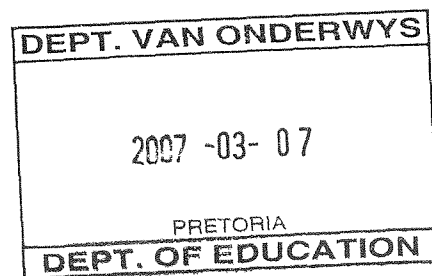 DEPT. VAN ONDERWYS
2007 -03- 07
PRETORIA
DEPT. OF EDUCATION